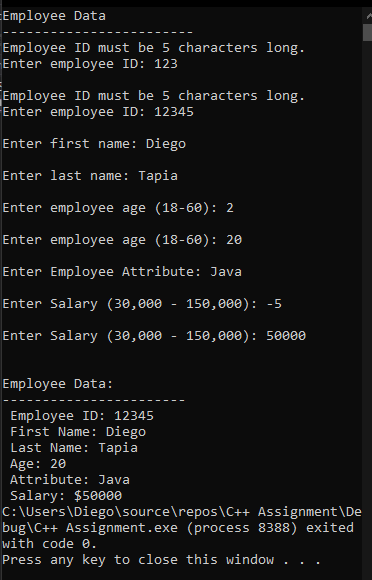 Employee Data
------------------------
Employee ID must be 5 characters long.
Enter employee ID: 123
Employee ID must be 5 characters long.
Enter employee ID: 12345
Enter first name: Diego
Enter last name: Tapia
Enter employee age (18-60): 2
Enter employee age (18-60): 20
Enter Employee Attribute: Java
Enter Salary (30,000 - 150,000): -5
Enter Salary (30,000 - 150,000): 50000
Employee Data:
-----------------------
Employee ID: 12345
First Name: Diego
Last Name: Tapia
Age: 20
Attribute: Java
Salary: $50000
C:\Users\Diego\source\repos\C++ Assignment\De
bug\C++ Assignment.exe (process 8388) exited
with code 0.
Press any key to close this window . . .